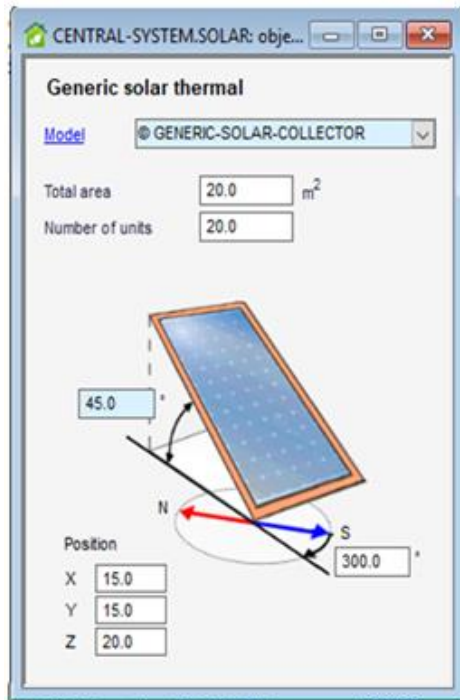 CENTRAL-SYSTEM.SOLAR: obje...
Generic solar thermal
Model © GENERIC-SOLAR-COLLECTOR
Total area 20.0 m²
Number of units 20.0
45.0 °
N
S
300.0 °
Position
X 15.0
Y 15.0
Z 20.0